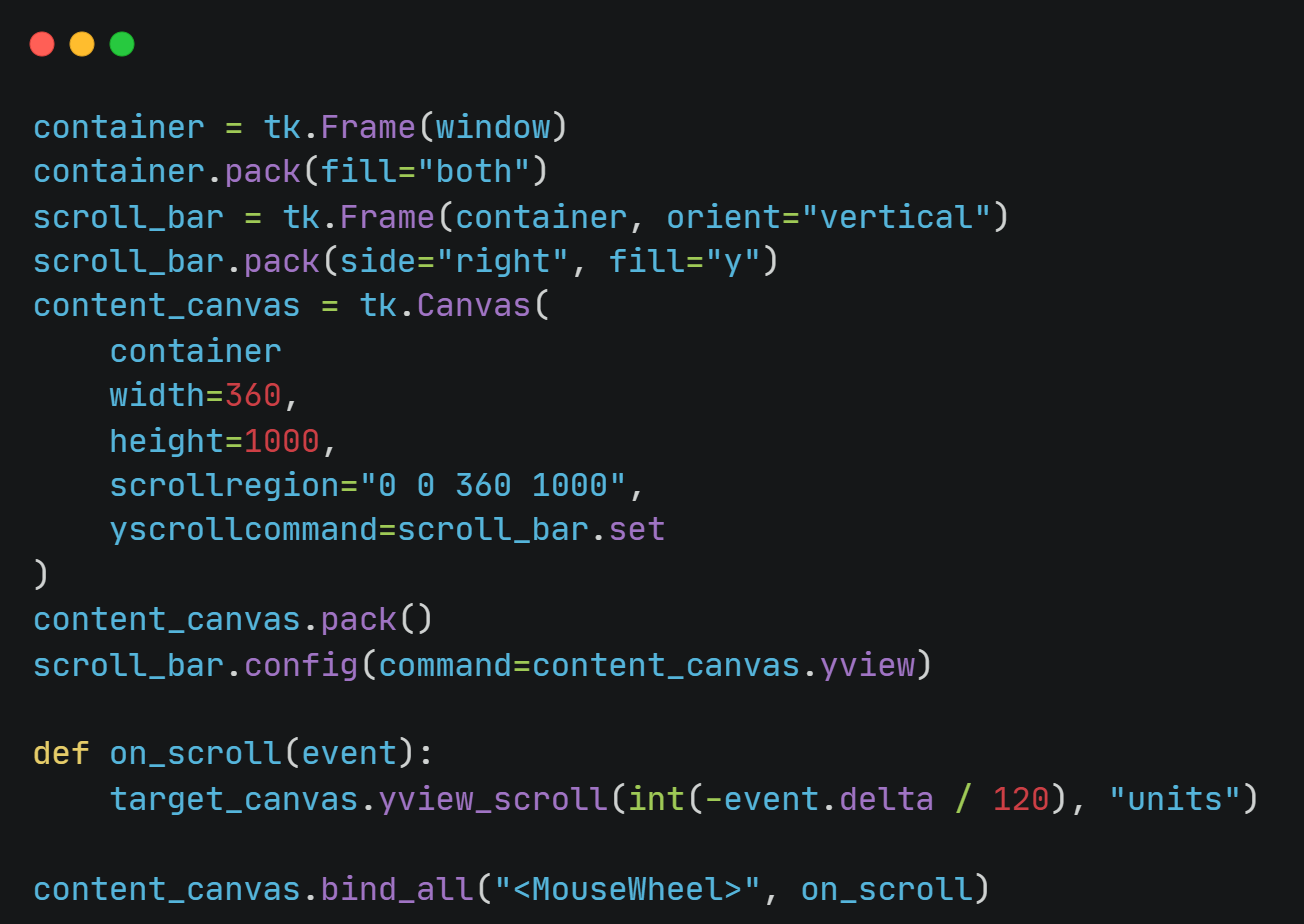 container = tk.Frame(window)
container.pack(fill="both")
scroll_bar = tk.Frame(container, orient="vertical")
scroll_bar.pack(side="right", fill="y")
content_canvas = tk.Canvas(
    container
    width=360,
    height=1000,
    scrollregion="0 0 360 1000",
    yscrollcommand=scroll_bar.set
)
content_canvas.pack()
scroll_bar.config(command=content_canvas.yview)

def on_scroll(event):
    target_canvas.yview_scroll(int(-event.delta / 120), "units")

content_canvas.bind_all("<MouseWheel>", on_scroll)